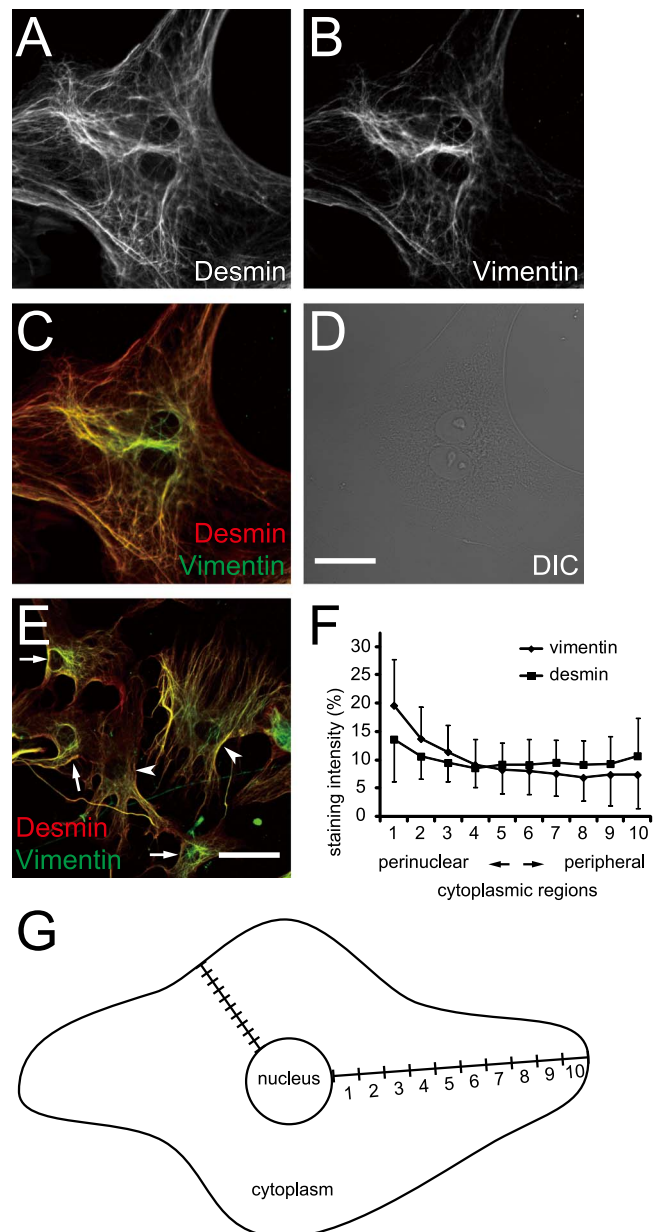 A
Desmin
B
Vimentin
C
Desmin
Vimentin
D
DIC
E
Desmin
Vimentin
F
vimentin
desmin
staining intensity (%)
30
25
20
15
10
5
0
1 2 3 4 5 6 7 8 9 10
perinuclear peripheral
cytoplasmic regions
G
nucleus
1 2 3 4 5 6 7 8 9 10
cytoplasm